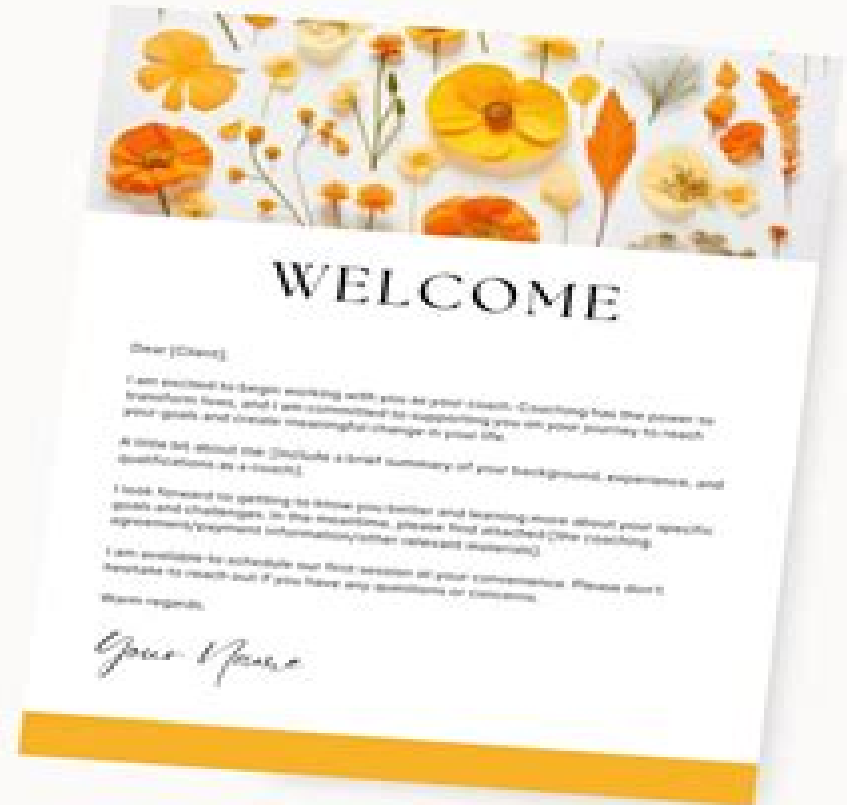 WELCOME
Dear [Client],
I am excited to begin working with you as your coach. Coaching has the power to
transform lives, and I am committed to supporting you on your journey to reach
your goals and create meaningful change in your life.
A little bit about me: [include a brief summary of your background, experience, and
qualifications as a coach].
I look forward to getting to know you better and learning more about your specific
goals and challenges. In the meantime, please find attached [the coaching
agreement/payment information/other relevant materials].
I am available to schedule our first session at your convenience. Please don't
hesitate to reach out if you have any questions or concerns.
Warm regards,
Your Name